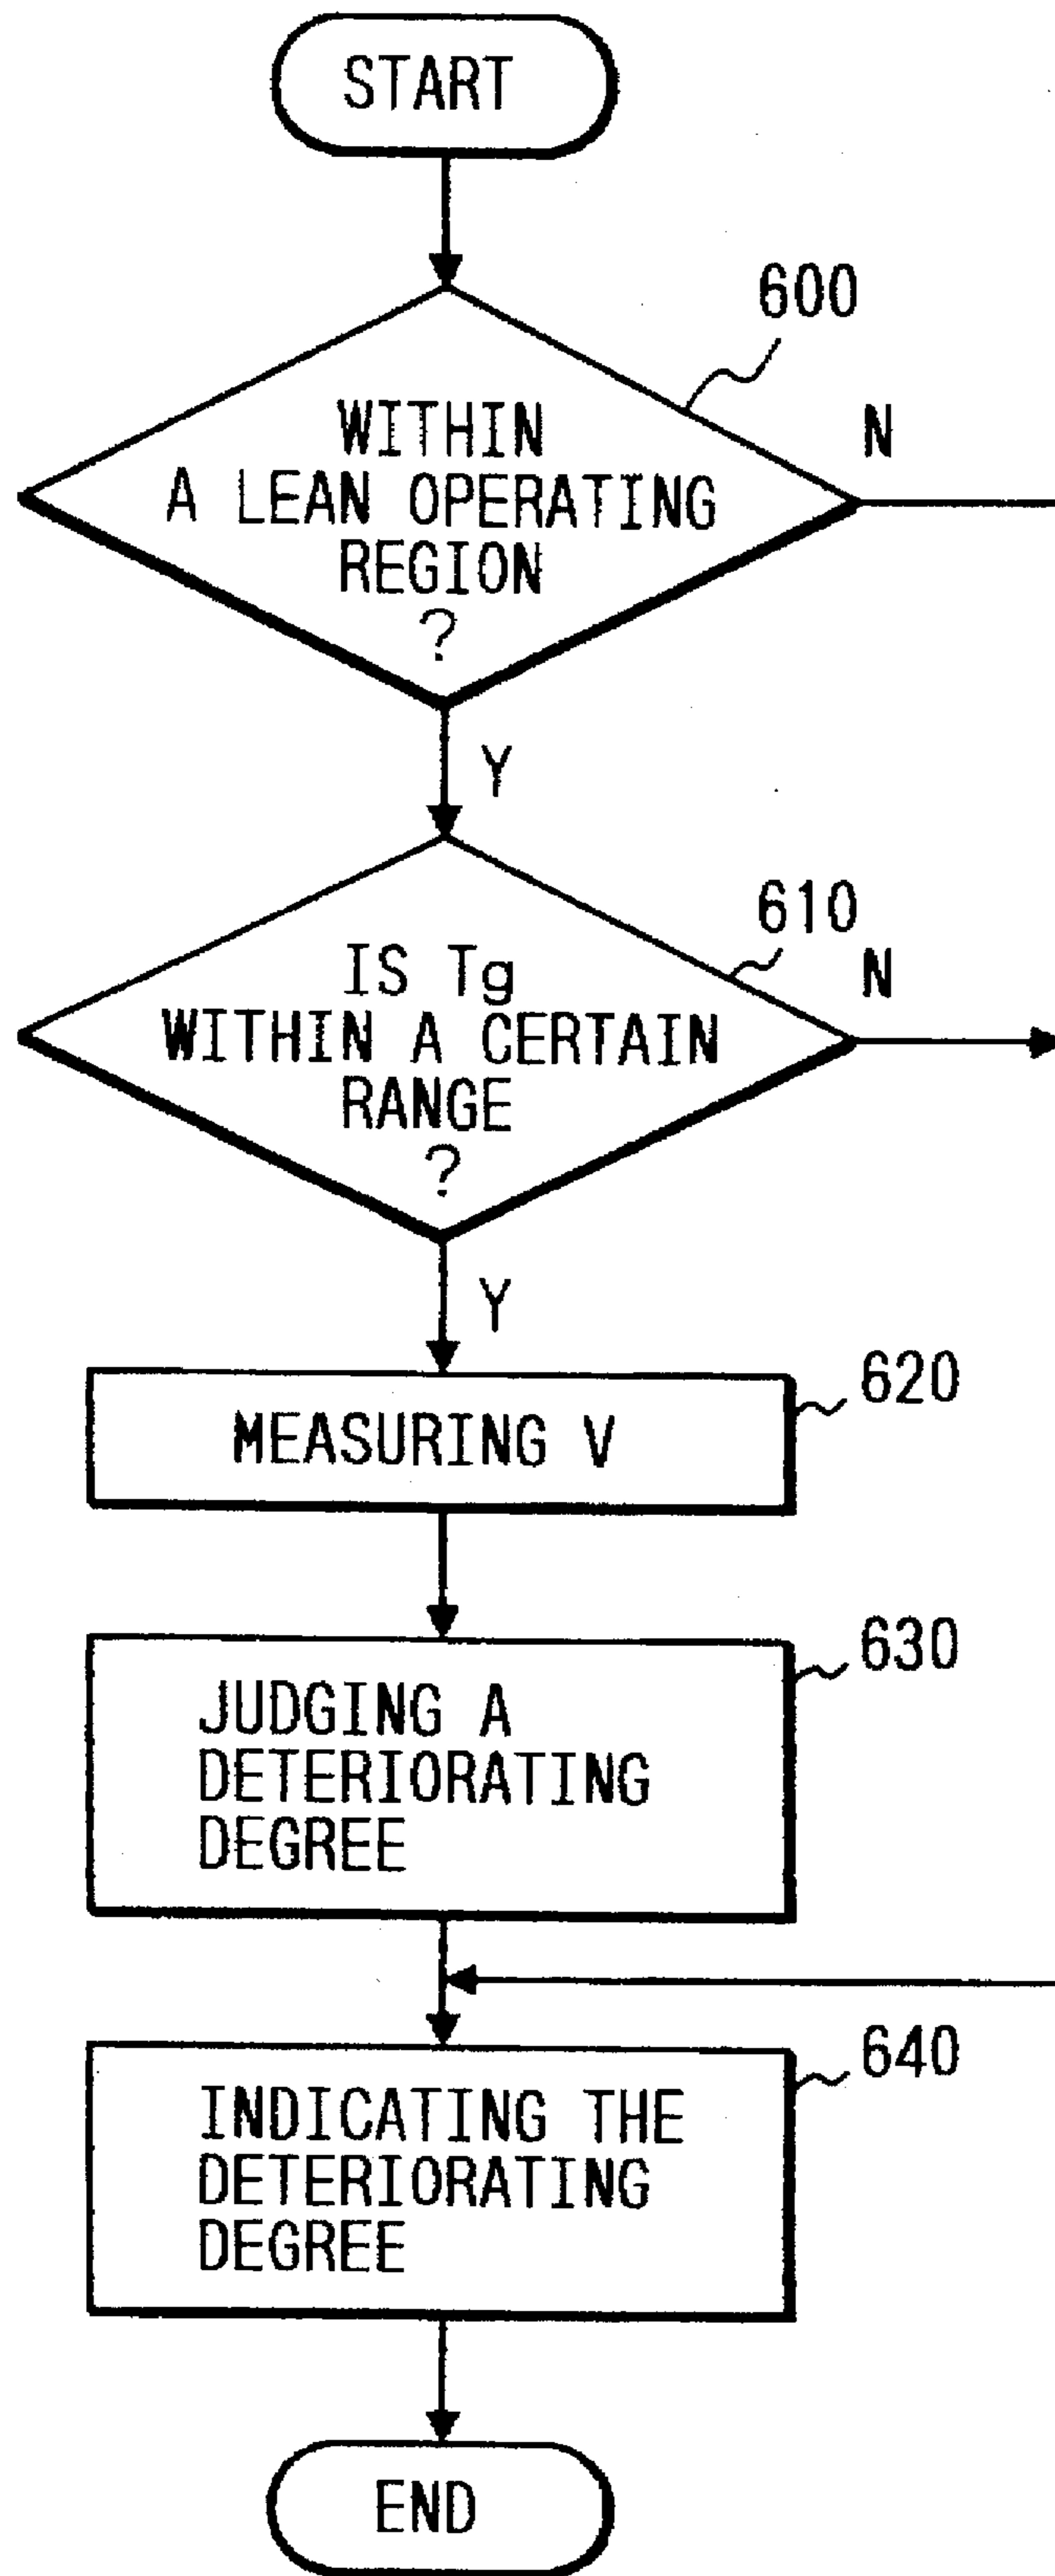 START
600
WITHIN
A LEAN OPERATING
REGION
?
N
Y
610
IS Tg
WITHIN A CERTAIN
RANGE
?
N
Y
620
MEASURING V
630
JUDGING A
DETERIORATING
DEGREE
640
INDICATING THE
DETERIORATING
DEGREE
END